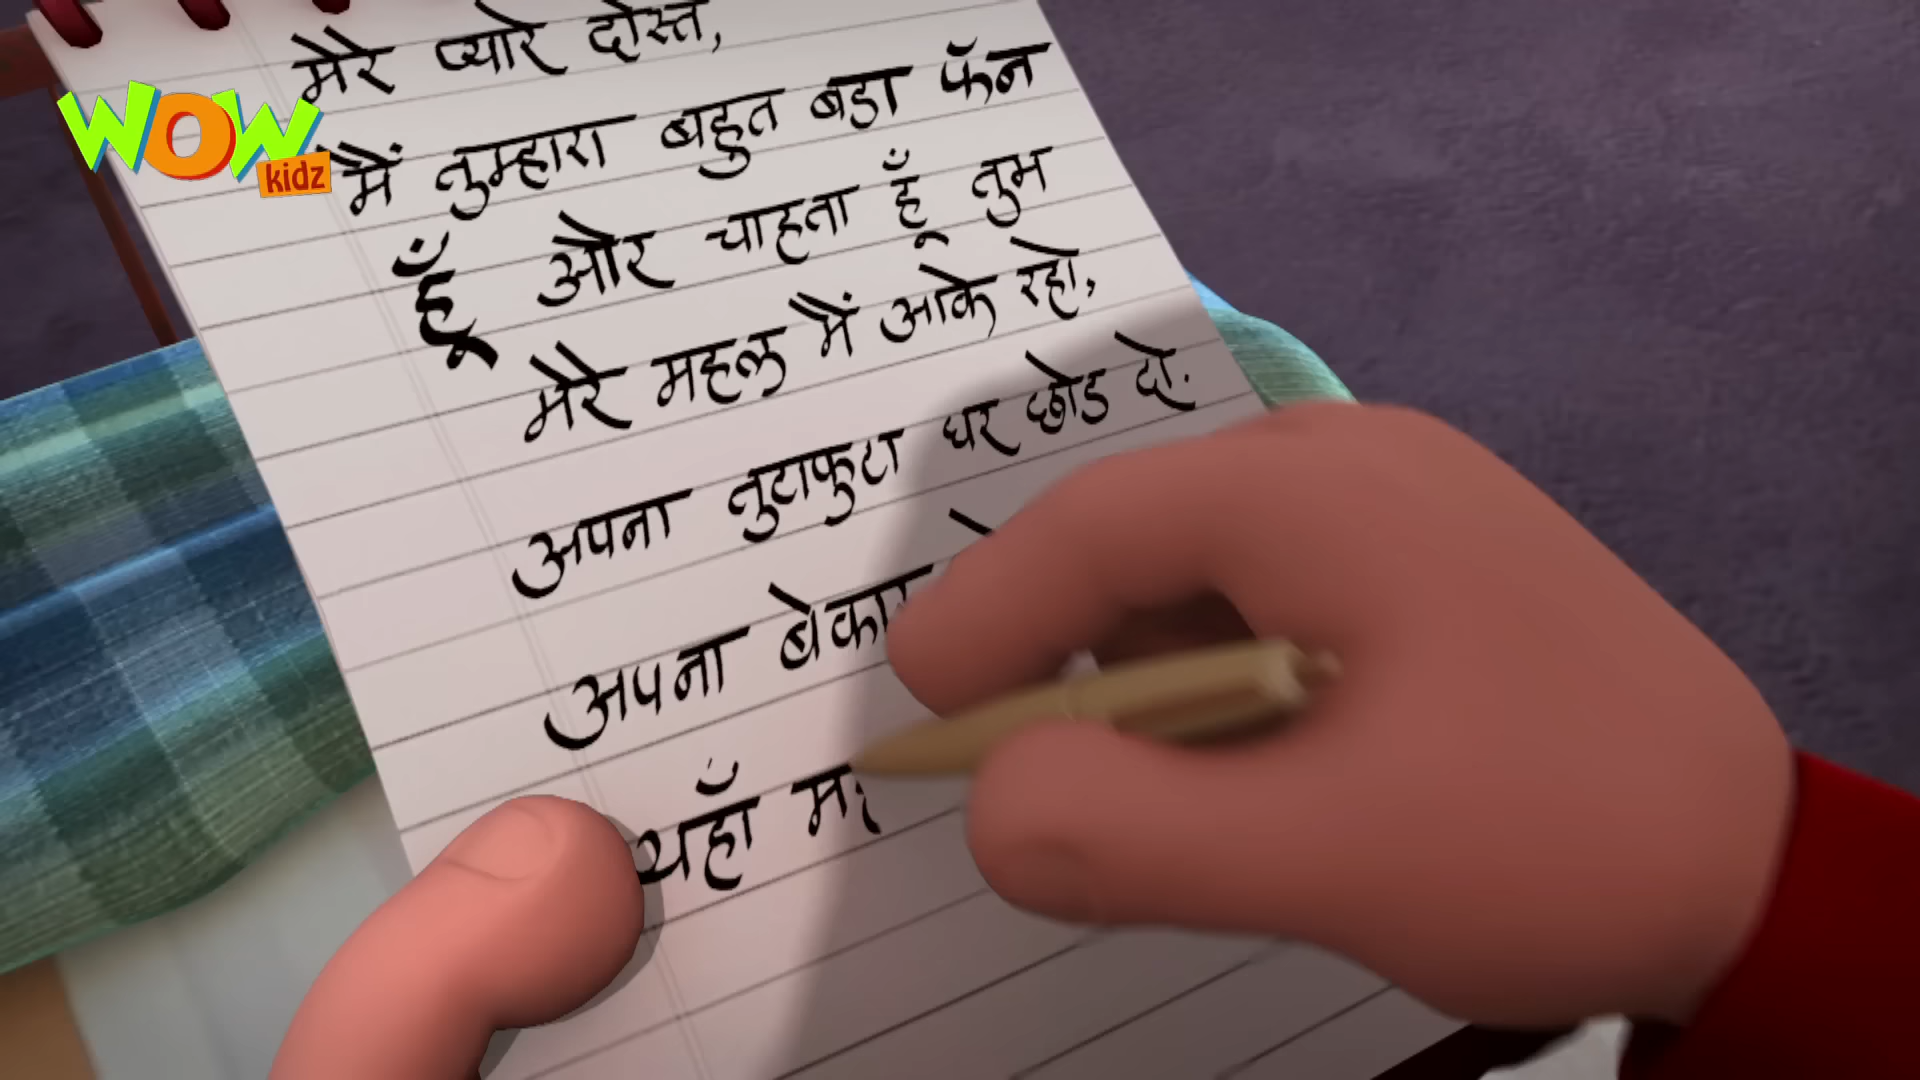 WOW kidz
मेरे प्यारे दोस्त,
मैं तुम्हारा बहुत बडा फॅन
हूँ और चाहता हूँ तुम
मेरे महल मैं आके रहो,
अपना तुटाफुटा घर छोड दो.
अपना
यहाँ